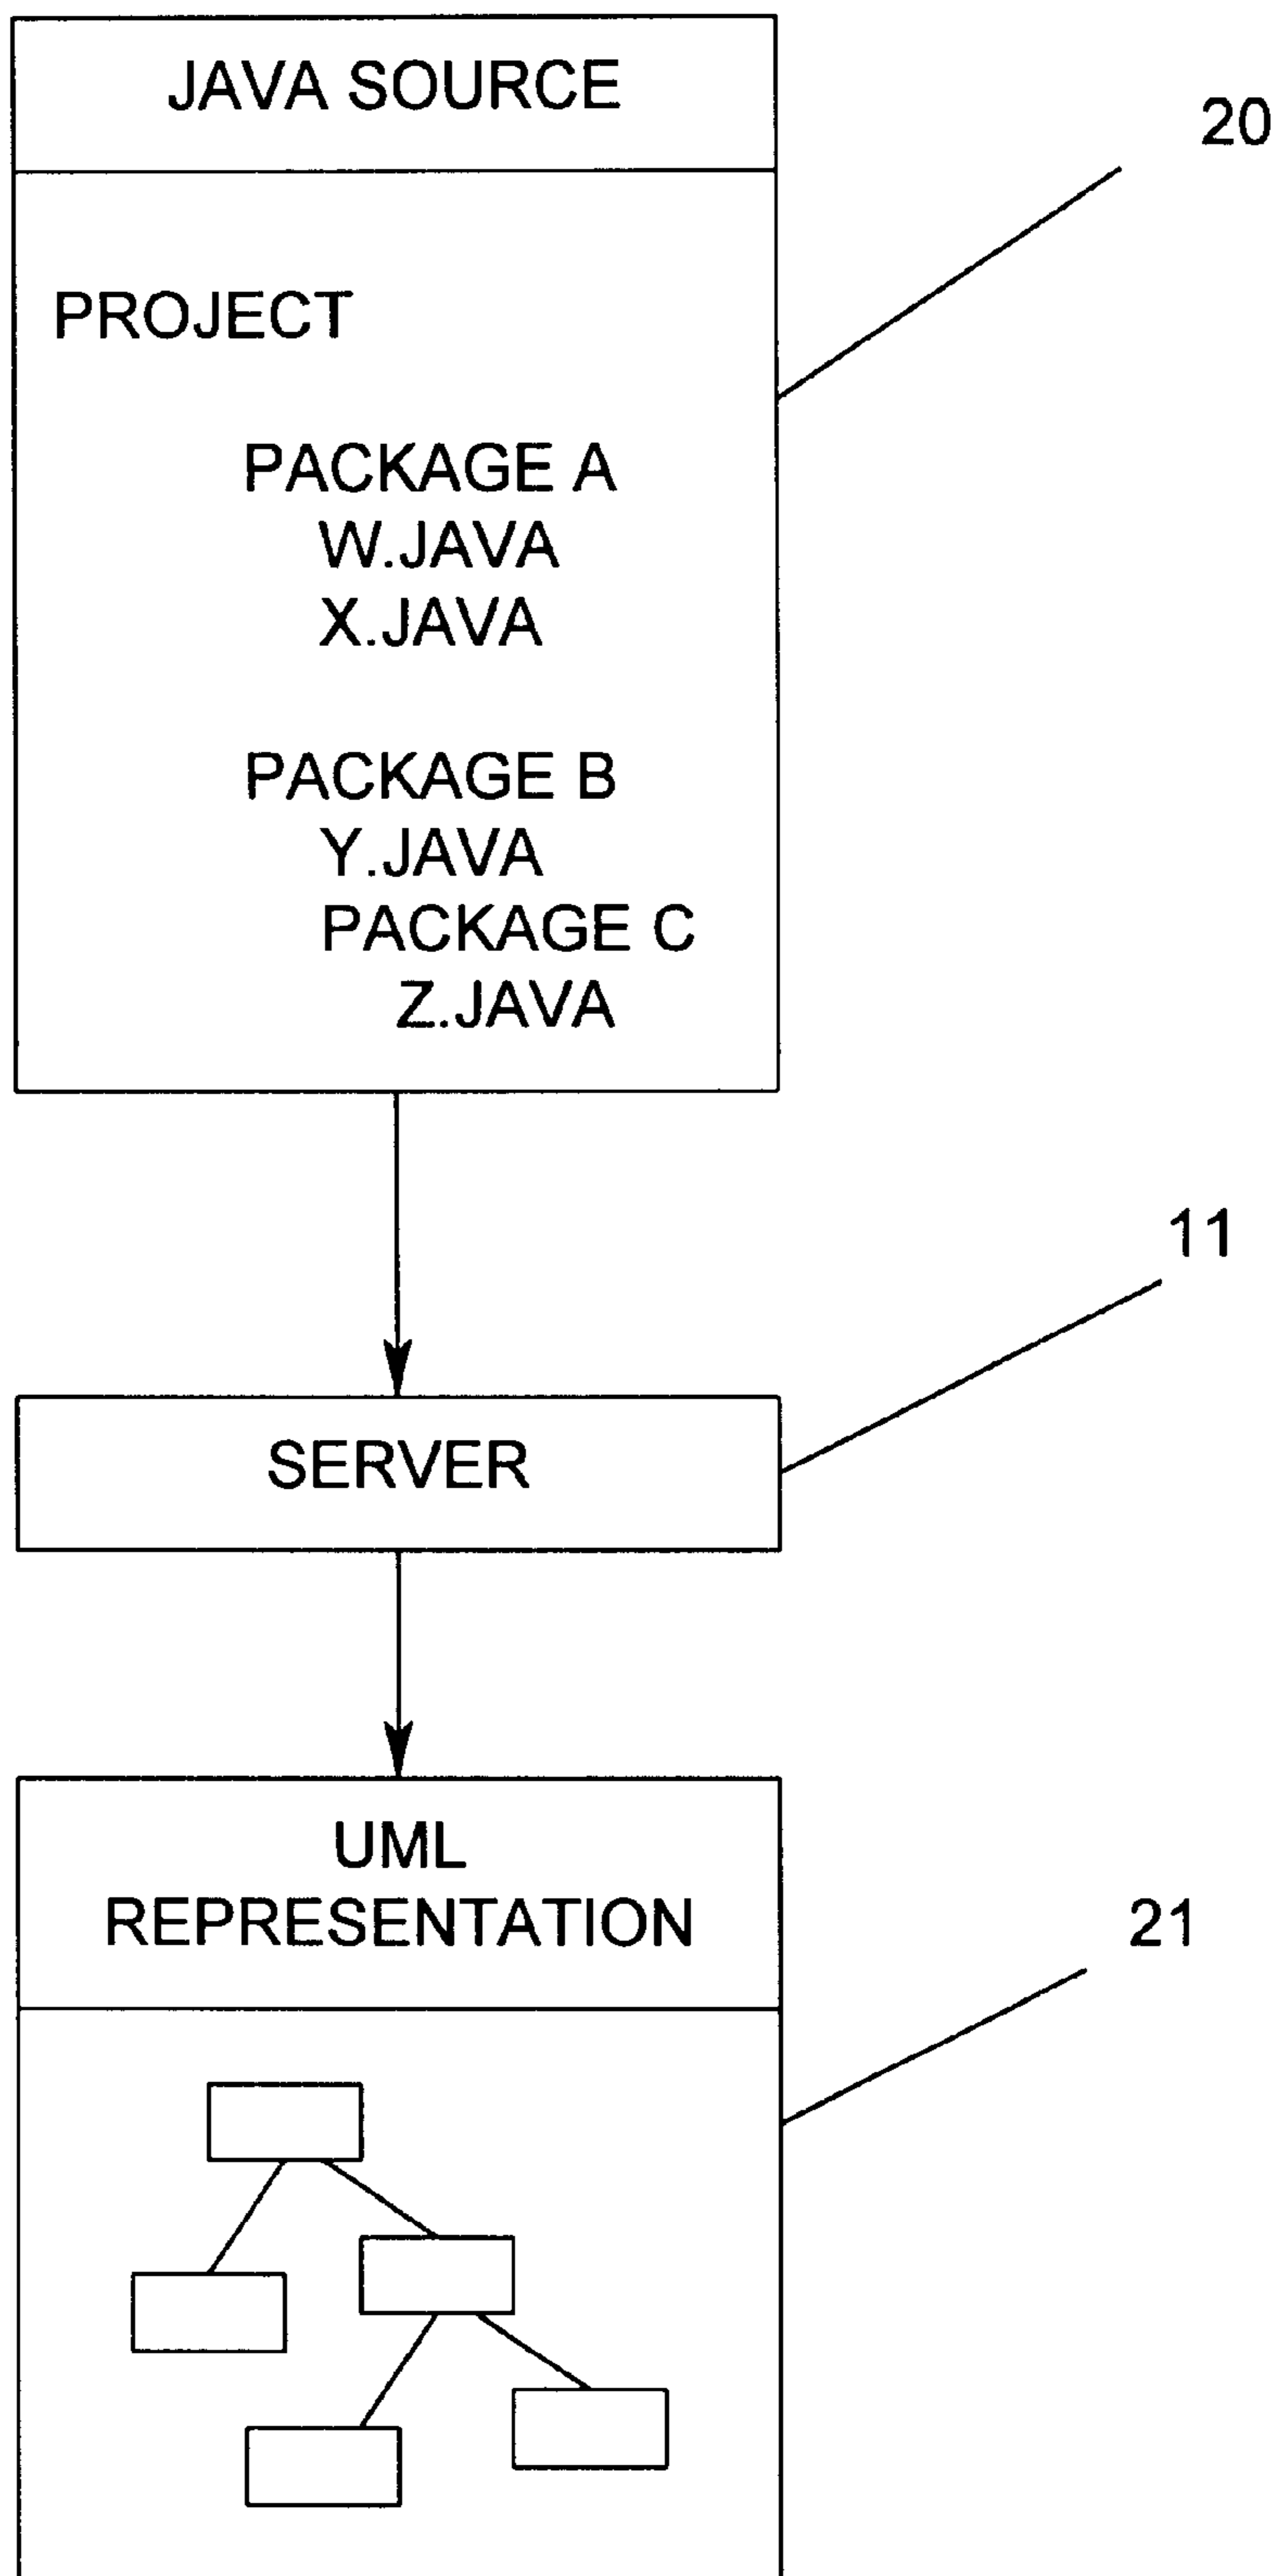 JAVA SOURCE
20
PROJECT
PACKAGE A
W.JAVA
X.JAVA
PACKAGE B
Y.JAVA
PACKAGE C
Z.JAVA
11
SERVER
UML
REPRESENTATION
21